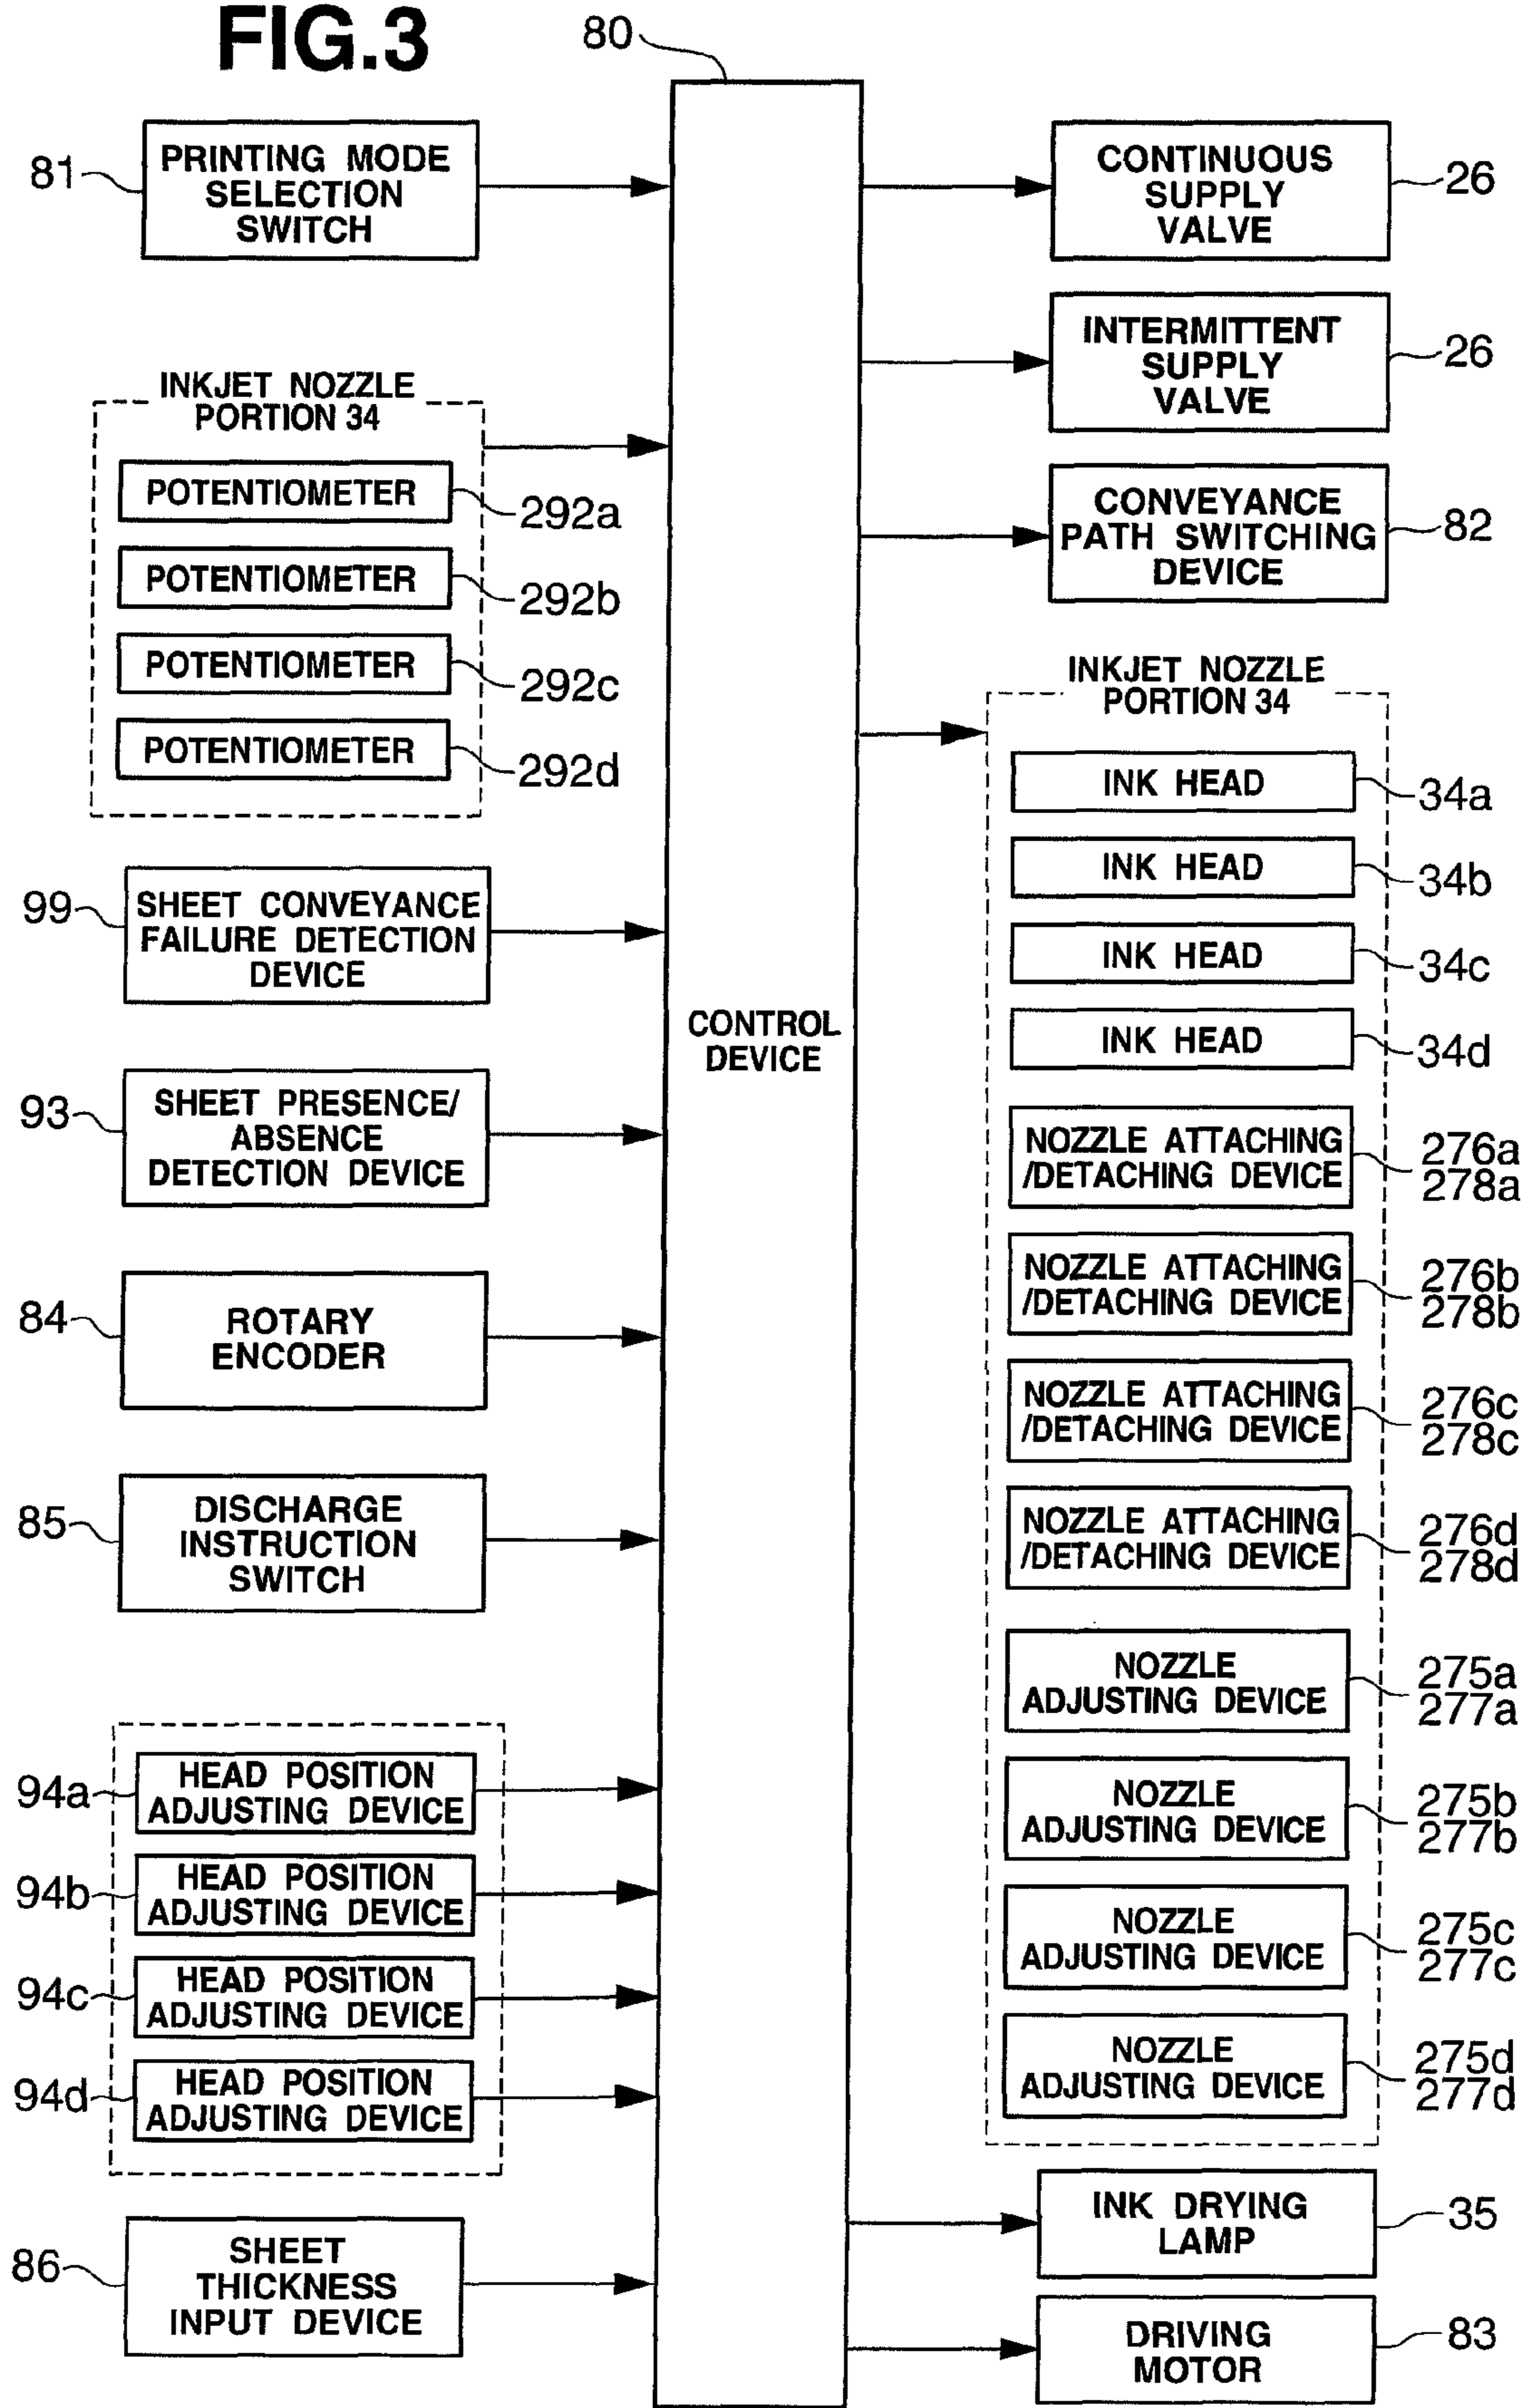 FIG.3
80
81
PRINTING MODE
SELECTION
SWITCH
INKJET NOZZLE
PORTION 34
POTENTIOMETER
292a
POTENTIOMETER
292b
POTENTIOMETER
292c
POTENTIOMETER
292d
99
SHEET CONVEYANCE
FAILURE DETECTION
DEVICE
93
SHEET PRESENCE/
ABSENCE
DETECTION DEVICE
84
ROTARY
ENCODER
85
DISCHARGE
INSTRUCTION
SWITCH
94a
HEAD POSITION
ADJUSTING DEVICE
94b
HEAD POSITION
ADJUSTING DEVICE
94c
HEAD POSITION
ADJUSTING DEVICE
94d
HEAD POSITION
ADJUSTING DEVICE
86
SHEET
THICKNESS
INPUT DEVICE
CONTROL
DEVICE
CONTINUOUS
SUPPLY
VALVE
26
INTERMITTENT
SUPPLY
VALVE
26
CONVEYANCE
PATH SWITCHING
DEVICE
82
INKJET NOZZLE
PORTION 34
INK HEAD
34a
INK HEAD
34b
INK HEAD
34c
INK HEAD
34d
NOZZLE ATTACHING
/DETACHING DEVICE
276a
278a
NOZZLE ATTACHING
/DETACHING DEVICE
276b
278b
NOZZLE ATTACHING
/DETACHING DEVICE
276c
278c
NOZZLE ATTACHING
/DETACHING DEVICE
276d
278d
NOZZLE
ADJUSTING DEVICE
275a
277a
NOZZLE
ADJUSTING DEVICE
275b
277b
NOZZLE
ADJUSTING DEVICE
275c
277c
NOZZLE
ADJUSTING DEVICE
275d
277d
INK DRYING
LAMP
35
DRIVING
MOTOR
83